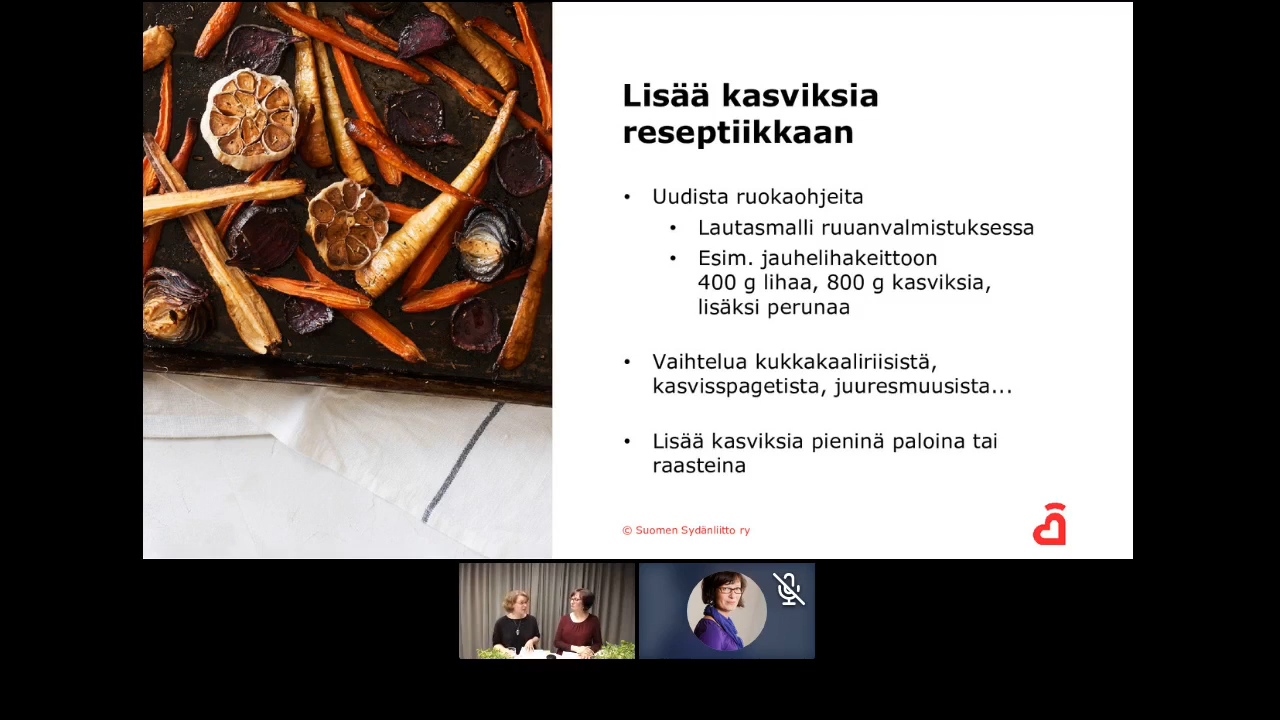 Lisää kasviksia
reseptiikkaan
• Uudista ruokaohjeita
• Lautasmalli ruuanvalmistuksessa
• Esim. jauhelihakeittoon
400 g lihaa, 800 g kasviksia,
lisäksi perunaa
• Vaihtelua kukkakaaliriisistä,
kasvisspagetista, juuresmuusista...
• Lisää kasviksia pieninä paloina tai
raasteina
© Suomen Sydänliitto ry